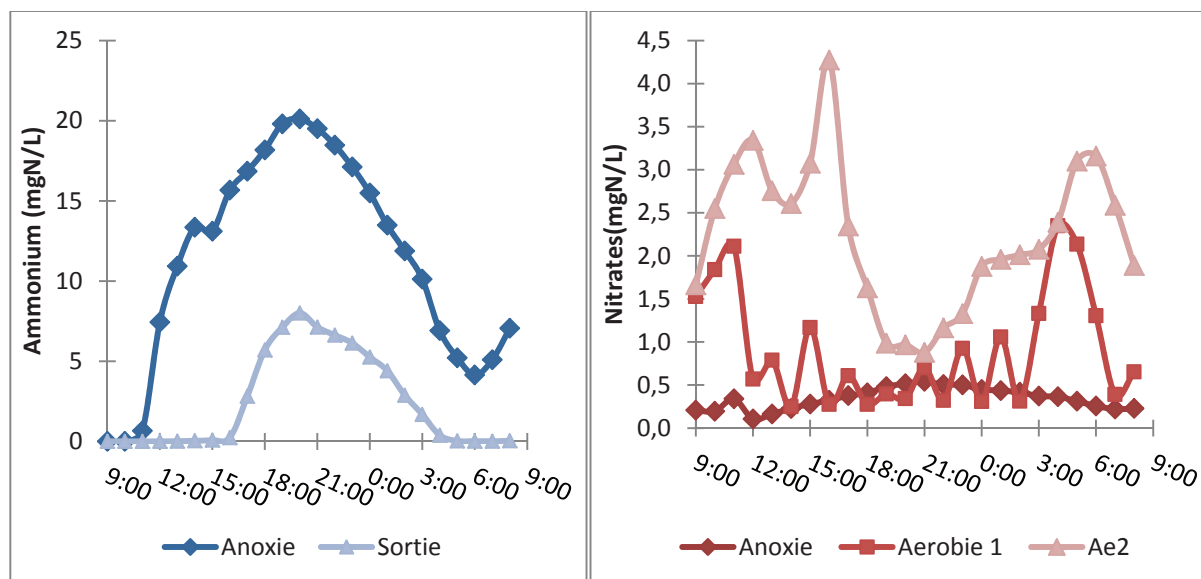 Ammonium (mgN/L)
25
20
15
10
5
0
9:00 12:00 15:00 18:00 21:00 0:00 3:00 6:00 9:00
Anoxie Sortie
Nitrates(mgN/L)
4,5
4,0
3,5
3,0
2,5
2,0
1,5
1,0
0,5
0,0
9:00 12:00 15:00 18:00 21:00 0:00 3:00 6:00 9:00
Anoxie Aerobie 1 Ae2